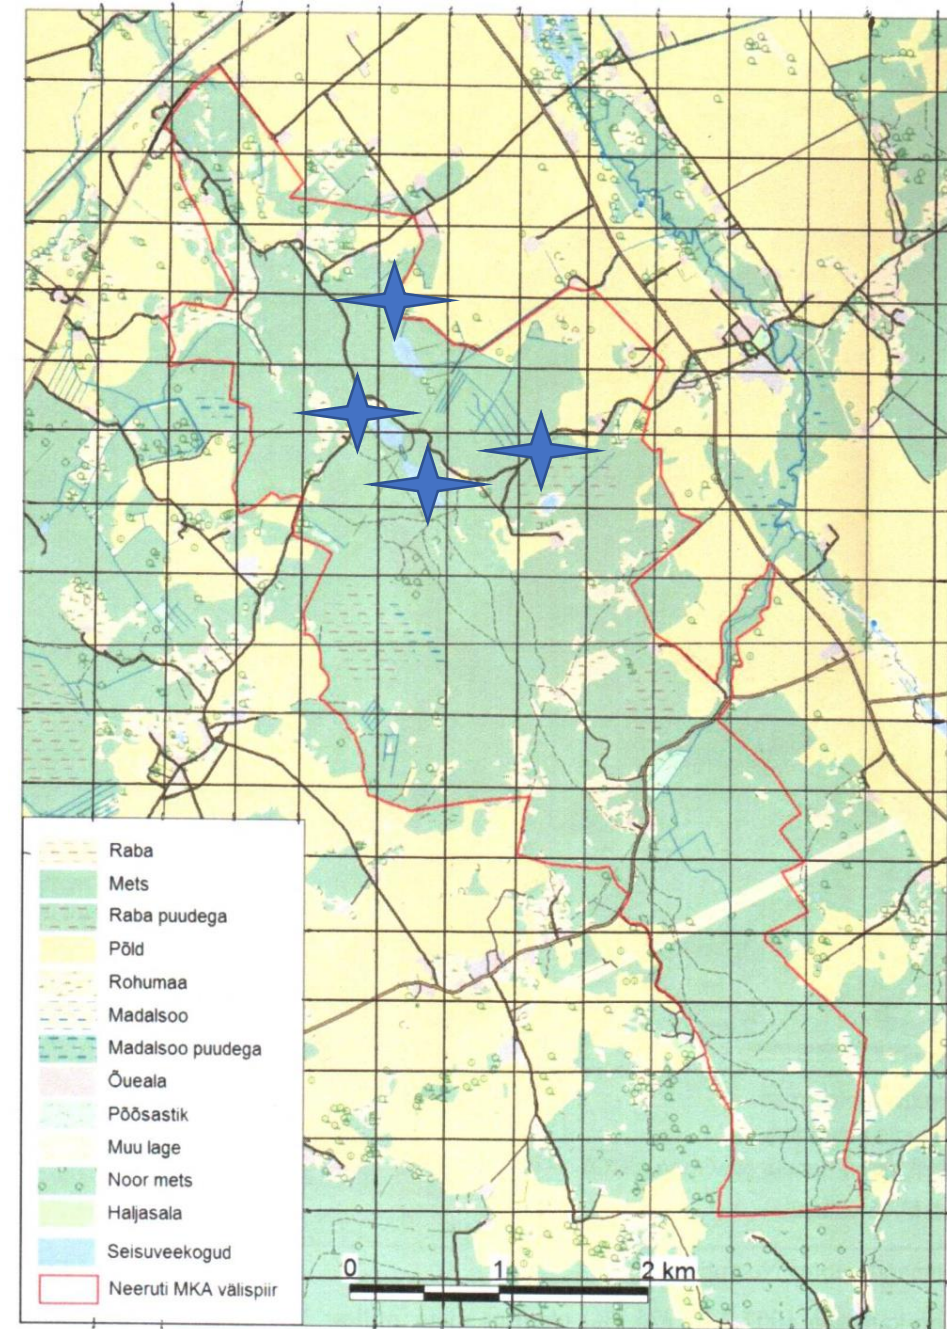 Raba
Mets
Raba puudega
Põld
Rohumaa
Madalsoo
Madalsoo puudega
Õueala
Põõsastik
Muu lage
Noor mets
Haljasala
Seisuveekogud
Neeruti MKA välispiir
0 1 2 km